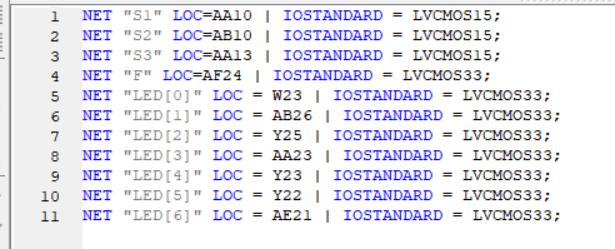 1 NET "S1" LOC=AA10 | IOSTANDARD = LVCMOS15;
2 NET "S2" LOC=AB10 | IOSTANDARD = LVCMOS15;
3 NET "S3" LOC=AA13 | IOSTANDARD = LVCMOS15;
4 NET "F" LOC=AF24 | IOSTANDARD = LVCMOS33;
5 NET "LED[0]" LOC = W23 | IOSTANDARD = LVCMOS33;
6 NET "LED[1]" LOC = AB26 | IOSTANDARD = LVCMOS33;
7 NET "LED[2]" LOC = Y25 | IOSTANDARD = LVCMOS33;
8 NET "LED[3]" LOC = AA23 | IOSTANDARD = LVCMOS33;
9 NET "LED[4]" LOC = Y23 | IOSTANDARD = LVCMOS33;
10 NET "LED[5]" LOC = Y22 | IOSTANDARD = LVCMOS33;
11 NET "LED[6]" LOC = AE21 | IOSTANDARD = LVCMOS33;